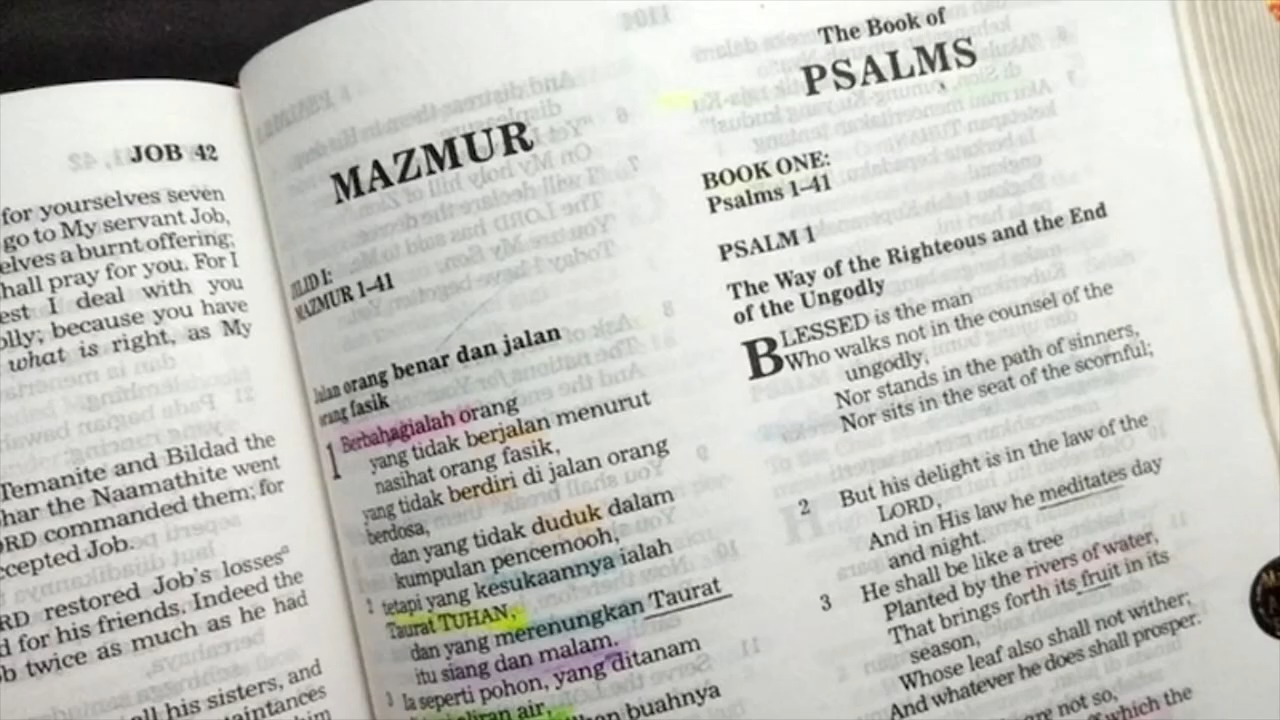 JOB 42
for yourselves seven
go to My servant Job,
a burnt offering;
shall pray for you. For I
I deal with you
because you have
what is right, as My
Temanite and Bildad the
the Naamathite went
commanded them; for
accepted Job.
restored Job's losses
for his friends. Indeed the
twice as much as he had
all his sisters, and
MAZMUR
JILID I:
MAZMUR 1-41
Jalan orang benar dan jalan
orang fasik
1 Berbahagialah orang
yang tidak berjalan menurut
nasihat orang fasik,
yang tidak berdiri di jalan orang
berdosa,
dan yang tidak duduk dalam
kumpulan pencemooh,
2 tetapi yang kesukaannya ialah
Taurat TUHAN,
dan yang merenungkan Taurat
itu siang dan malam.
3 Ia seperti pohon, yang ditanam
aliran air,
buahnya
The Book of
PSALMS
BOOK ONE:
Psalms 1-41
PSALM 1
The Way of the Righteous and the End
of the Ungodly
BLESSED is the man
Who walks not in the counsel of the
ungodly,
Nor stands in the path of sinners,
Nor sits in the seat of the scornful;
2 But his delight is in the law of the
LORD,
And in His law he meditates day
and night.
3 He shall be like a tree
Planted by the rivers of water,
That brings forth its fruit in its
season,
Whose leaf also shall not wither;
And whatever he does shall prosper.
are not so,
which the